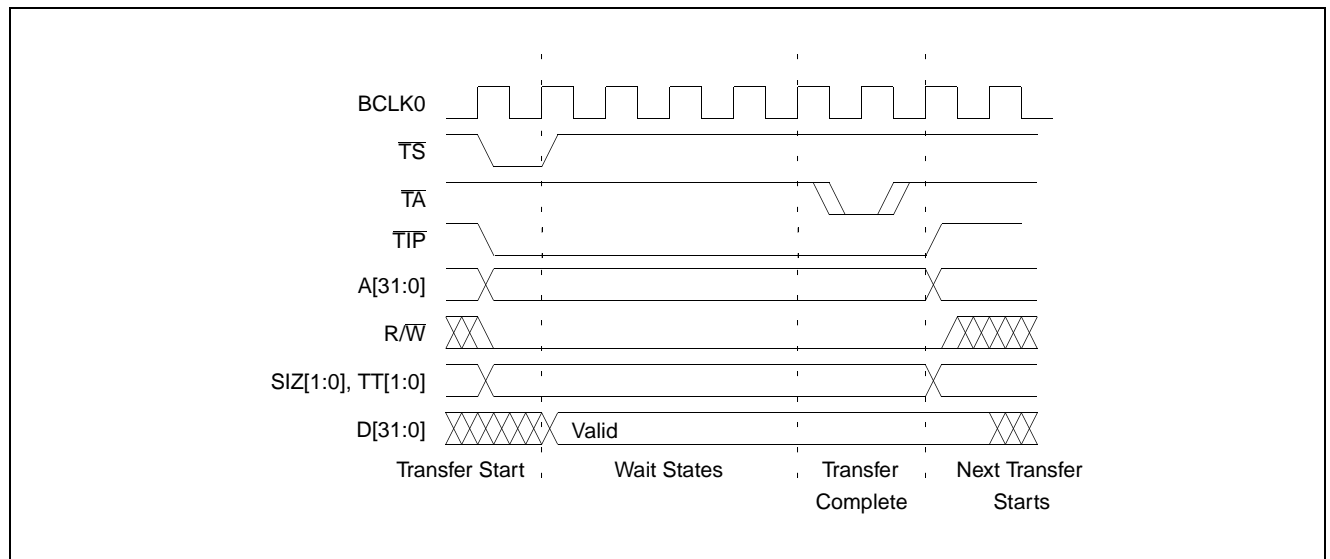 BCLK0
TS
TA
TIP
A[31:0]
R/W
SIZ[1:0], TT[1:0]
D[31:0]
Valid
Transfer Start
Wait States
Transfer
Complete
Next Transfer
Starts